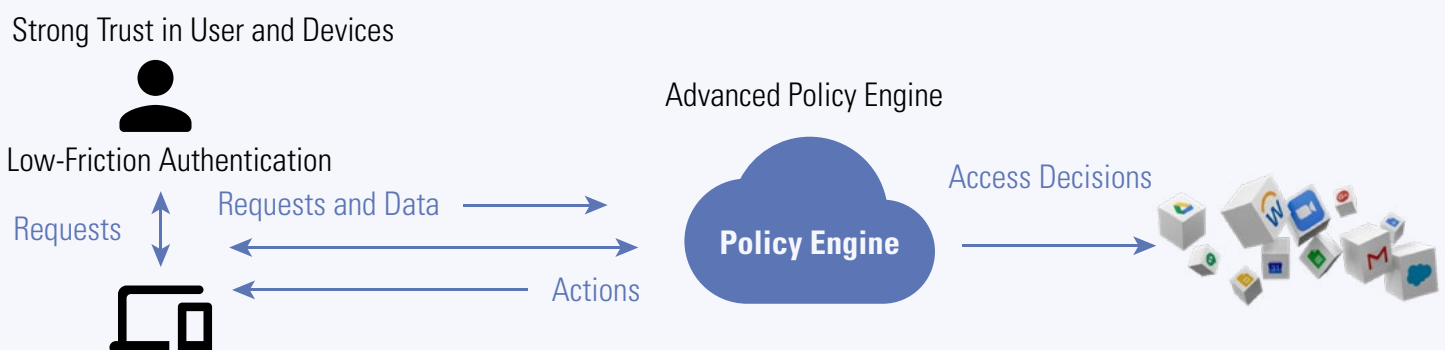 Strong Trust in User and Devices
Advanced Policy Engine
Low-Friction Authentication
Access Decisions
Requests and Data
Requests
Policy Engine
Actions